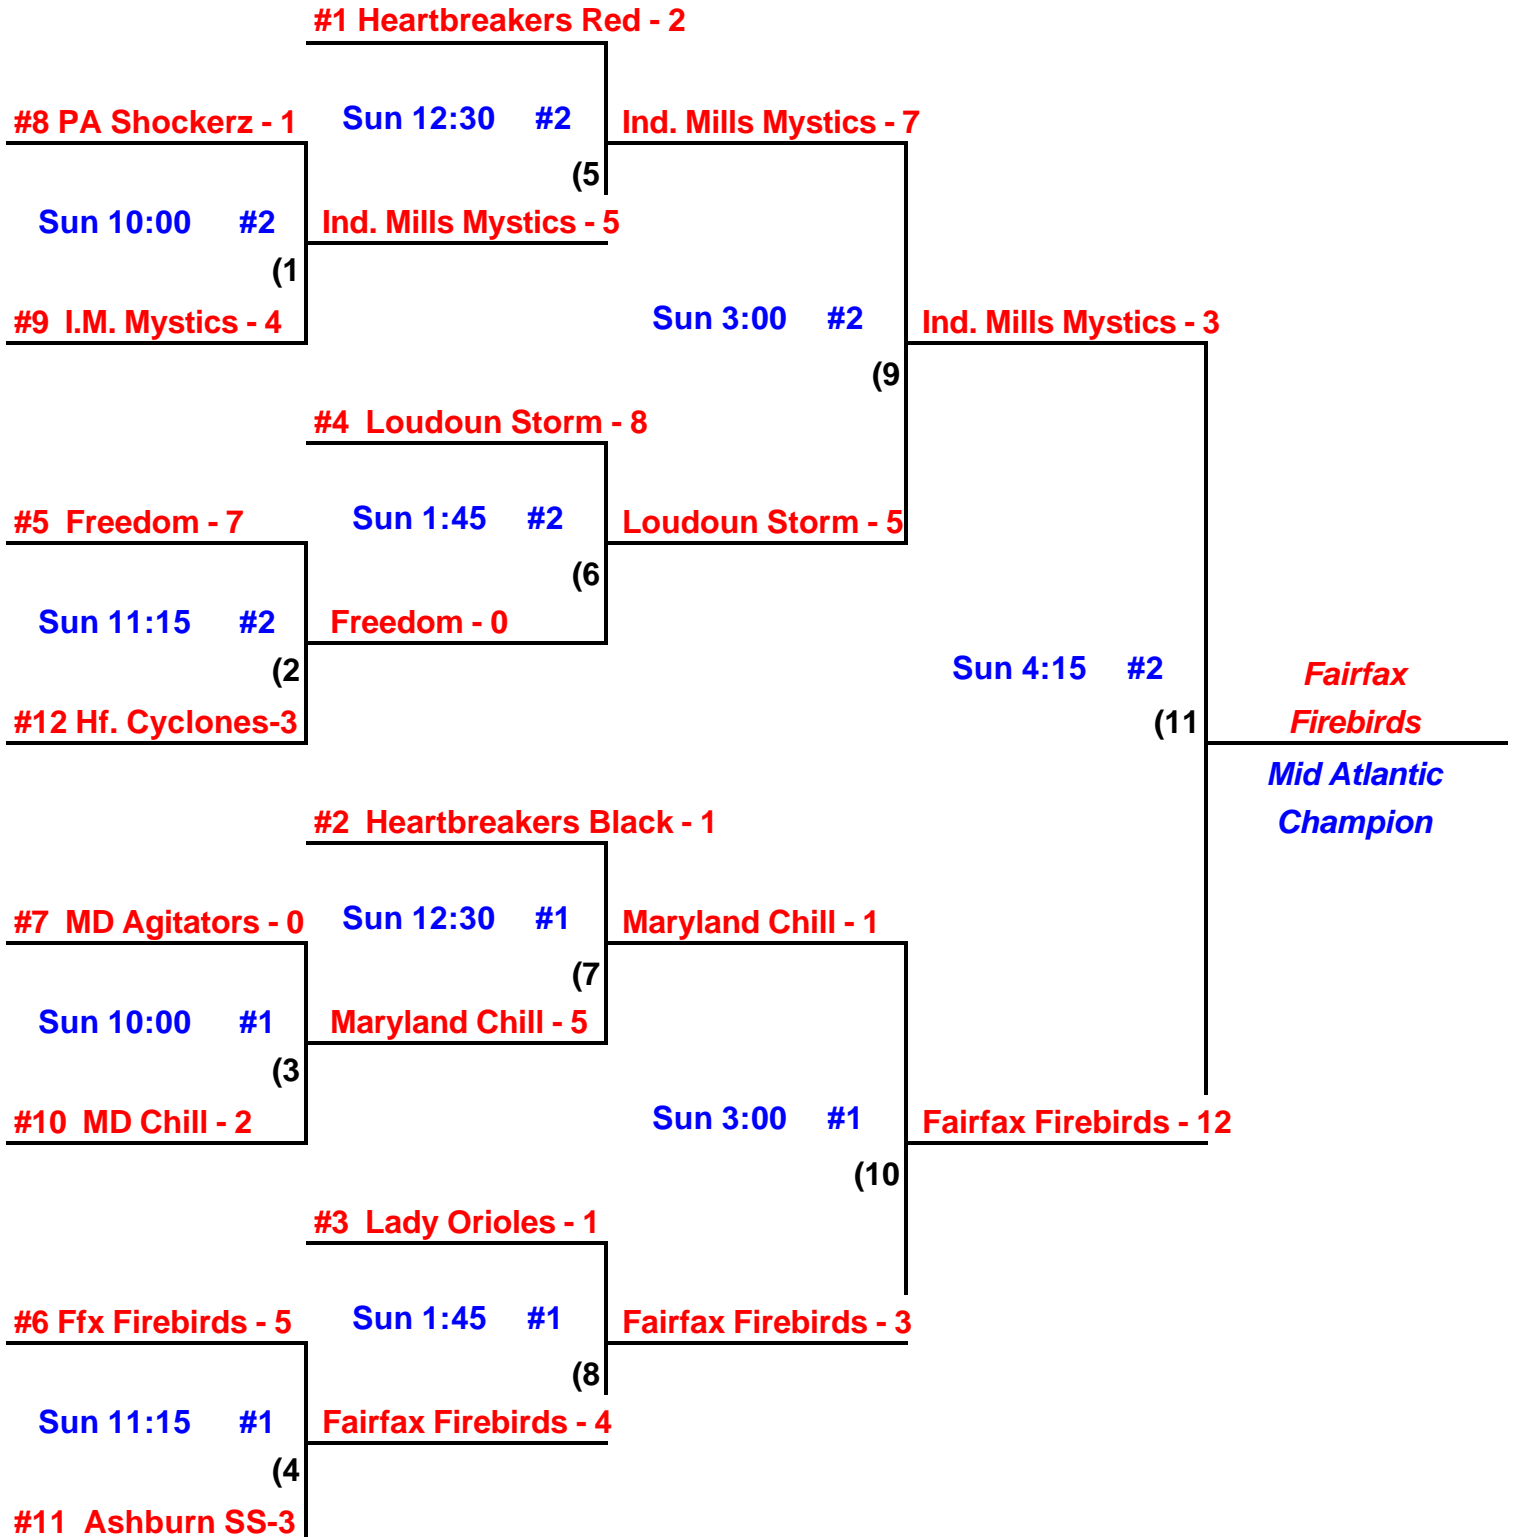 #1 Heartbreakers Red - 2
#8 PA Shockerz - 1
Sun 12:30 #2
Ind. Mills Mystics - 7
(5
Sun 10:00 #2
Ind. Mills Mystics - 5
(1
#9 I.M. Mystics - 4
Sun 3:00 #2
Ind. Mills Mystics - 3
(9
#4 Loudoun Storm - 8
#5 Freedom - 7
Sun 1:45 #2
Loudoun Storm - 5
(6
Sun 11:15 #2
Freedom - 0
(2
Sun 4:15 #2
Fairfax
#12 Hf. Cyclones-3
(11
Firebirds
Mid Atlantic
Champion
#2 Heartbreakers Black - 1
#7 MD Agitators - 0
Sun 12:30 #1
Maryland Chill - 1
(7
Sun 10:00 #1
Maryland Chill - 5
(3
#10 MD Chill - 2
Sun 3:00 #1
Fairfax Firebirds - 12
(10
#3 Lady Orioles - 1
#6 Ffx Firebirds - 5
Sun 1:45 #1
Fairfax Firebirds - 3
(8
Sun 11:15 #1
Fairfax Firebirds - 4
(4
#11 Ashburn SS-3